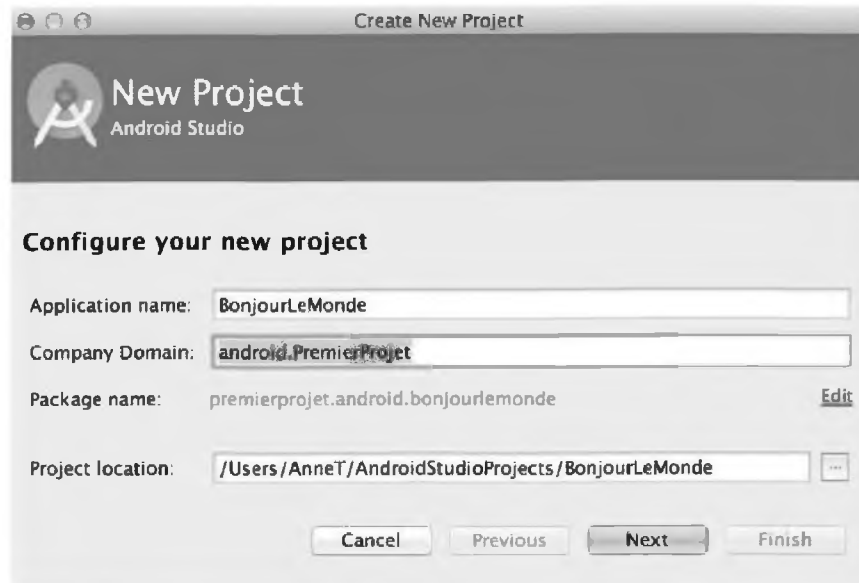 Create New Project
New Project
Android Studio
Configure your new project
Application name: BonjourLeMonde
Company Domain: android.PremierProjet
Package name: premierprojet.android.bonjourlemonde Edit
Project location: /Users/AnneT/AndroidStudioProjects/BonjourLeMonde ...
Cancel Previous Next Finish